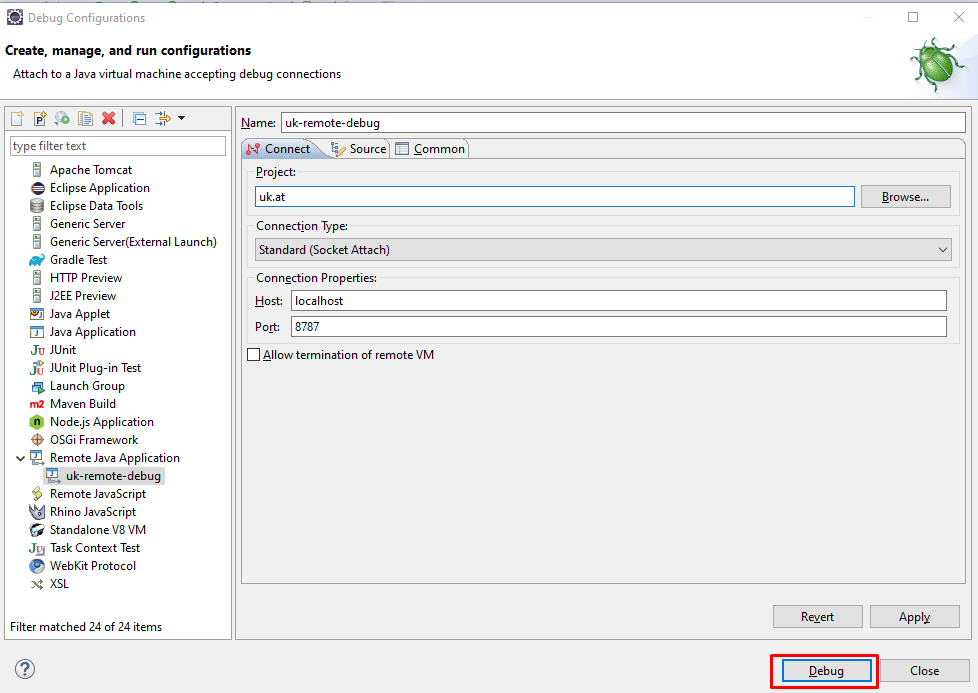 Debug Configurations
Create, manage, and run configurations
Attach to a Java virtual machine accepting debug connections
type filter text
Apache Tomcat
Eclipse Application
Eclipse Data Tools
Generic Server
Generic Server(External Launch)
Gradle Test
HTTP Preview
J2EE Preview
Java Applet
Java Application
JUnit
JUnit Plug-in Test
Launch Group
Maven Build
Node.js Application
OSGi Framework
Remote Java Application
uk-remote-debug
Remote JavaScript
Rhino JavaScript
Standalone V8 VM
Task Context Test
WebKit Protocol
XSL
Filter matched 24 of 24 items
Name: uk-remote-debug
Connect Source Common
Project:
uk.at Browse...
Connection Type:
Standard (Socket Attach)
Connection Properties:
Host: localhost
Port: 8787
Allow termination of remote VM
Revert Apply
Debug Close